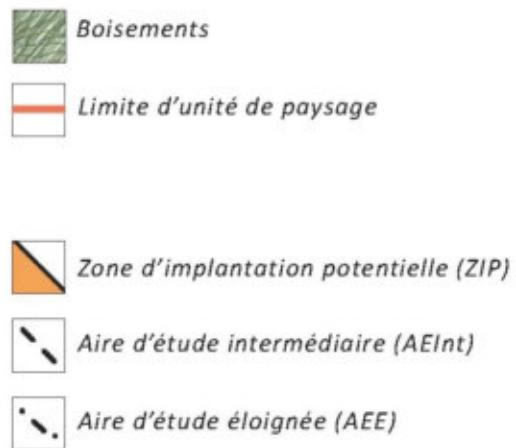 Boisements
Limite d'unité de paysage
Zone d'implantation potentielle (ZIP)
Aire d'étude intermédiaire (AEInt)
Aire d'étude éloignée (AEE)